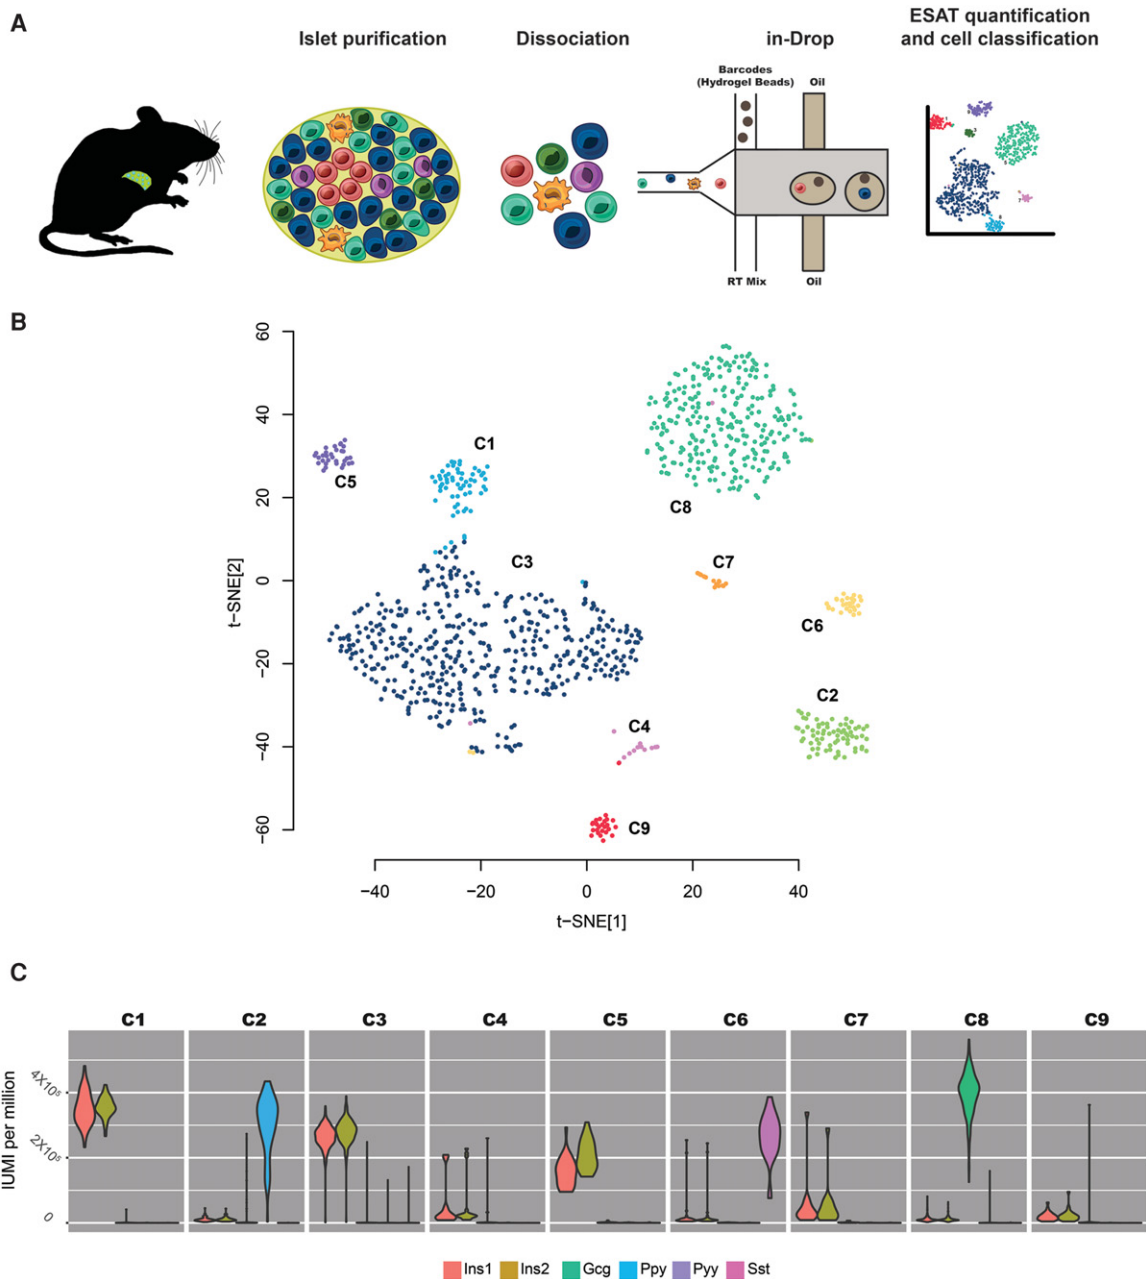 A
Islet purification
Dissociation
in-Drop
ESAT quantification
and cell classification
Barcodes
(Hydrogel Beads)
Oil
RT Mix
Oil
B
60
40
20
0
−20
−40
−60
t−SNE[2]
C1
C5
C3
C8
C7
C6
C2
C4
C9
−40
−20
0
20
40
t−SNE[1]
C
C1
C2
C3
C4
C5
C6
C7
C8
C9
4X10⁵
2X10⁵
0
IUMI per million
Ins1
Ins2
Gcg
Ppy
Pyy
Sst